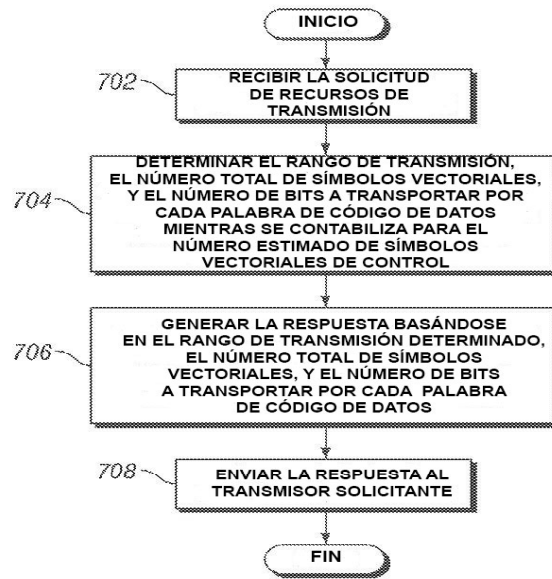 INICIO
702
RECIBIR LA SOLICITUD
DE RECURSOS DE
TRANSMISIÓN
704
DETERMINAR EL RANGO DE TRANSMISIÓN,
EL NÚMERO TOTAL DE SÍMBOLOS VECTORIALES,
Y EL NÚMERO DE BITS A TRANSPORTAR POR
CADA PALABRA DE CÓDIGO DE DATOS
MIENTRAS SE CONTABILIZA PARA EL
NÚMERO ESTIMADO DE SÍMBOLOS
VECTORIALES DE CONTROL
706
GENERAR LA RESPUESTA BASÁNDOSE
EN EL RANGO DE TRANSMISIÓN DETERMINADO,
EL NÚMERO TOTAL DE SÍMBOLOS
VECTORIALES, Y EL NÚMERO DE BITS
A TRANSPORTAR POR CADA PALABRA
DE CÓDIGO DE DATOS
708
ENVIAR LA RESPUESTA AL
TRANSMISOR SOLICITANTE
FIN